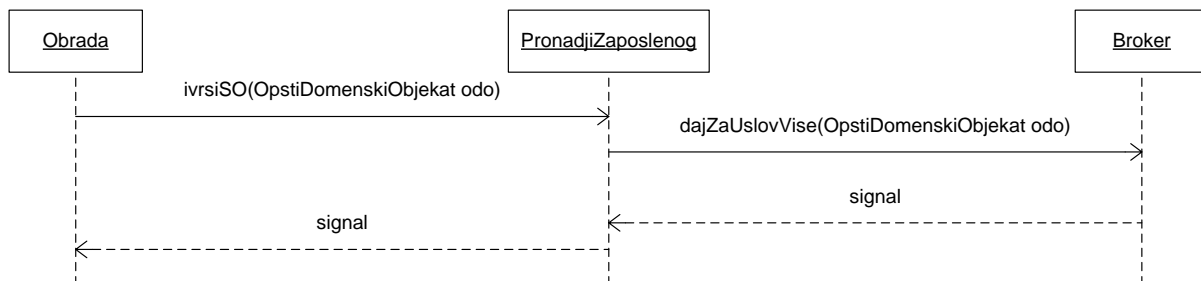 Obrada
PronadjiZaposlenog
Broker
ivrsiSO(OpstiDomenskiObjekat odo)
dajZaUslovVise(OpstiDomenskiObjekat odo)
signal
signal